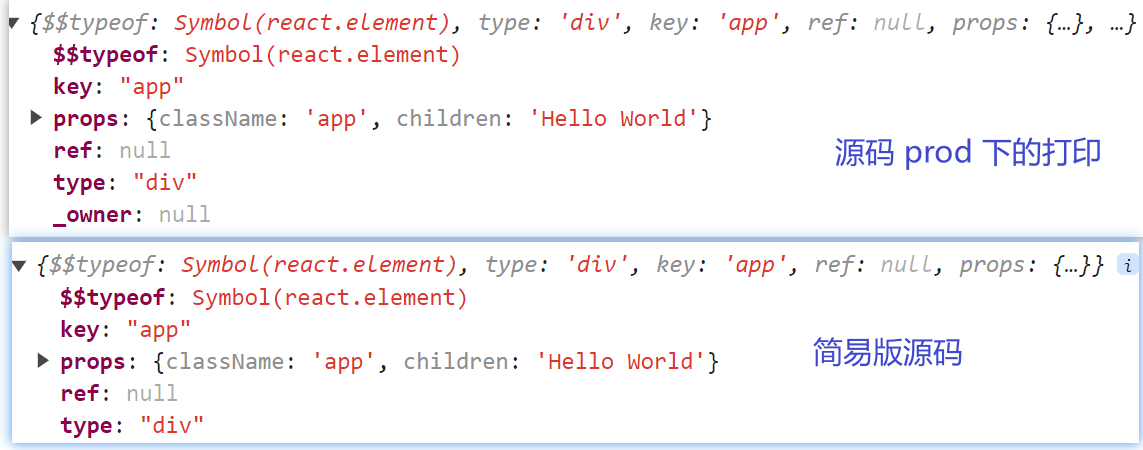 {$$typeof: Symbol(react.element), type: 'div', key: 'app', ref: null, props: {…}, …}
$$typeof: Symbol(react.element)
key: "app"
props: {className: 'app', children: 'Hello World'}
ref: null
源码 prod 下的打印
type: "div"
_owner: null
{$$typeof: Symbol(react.element), type: 'div', key: 'app', ref: null, props: {…}} i
$$typeof: Symbol(react.element)
key: "app"
props: {className: 'app', children: 'Hello World'}
简易版源码
ref: null
type: "div"